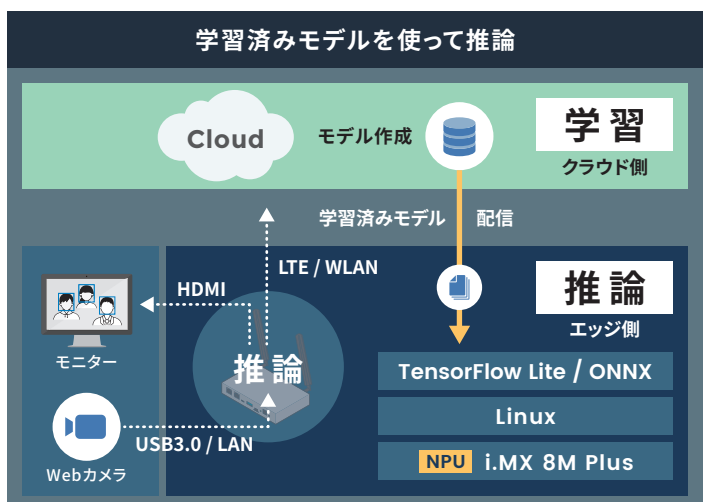 学習済みモデルを使って推論
Cloud
モデル作成
学習
クラウド側
学習済みモデル
配信
LTE / WLAN
HDMI
推論
エッジ側
モニター
推論
TensorFlow Lite / ONNX
Linux
USB3.0 / LAN
NPU i.MX 8M Plus
Webカメラ